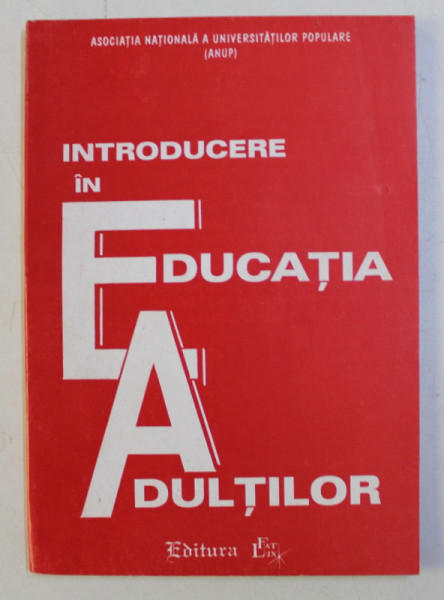 ASOCIAȚIA NAȚIONALĂ A UNIVERSITĂȚILOR POPULARE
(ANUP)
INTRODUCERE
ÎN
EDUCAȚIA
ADULȚILOR
Editura